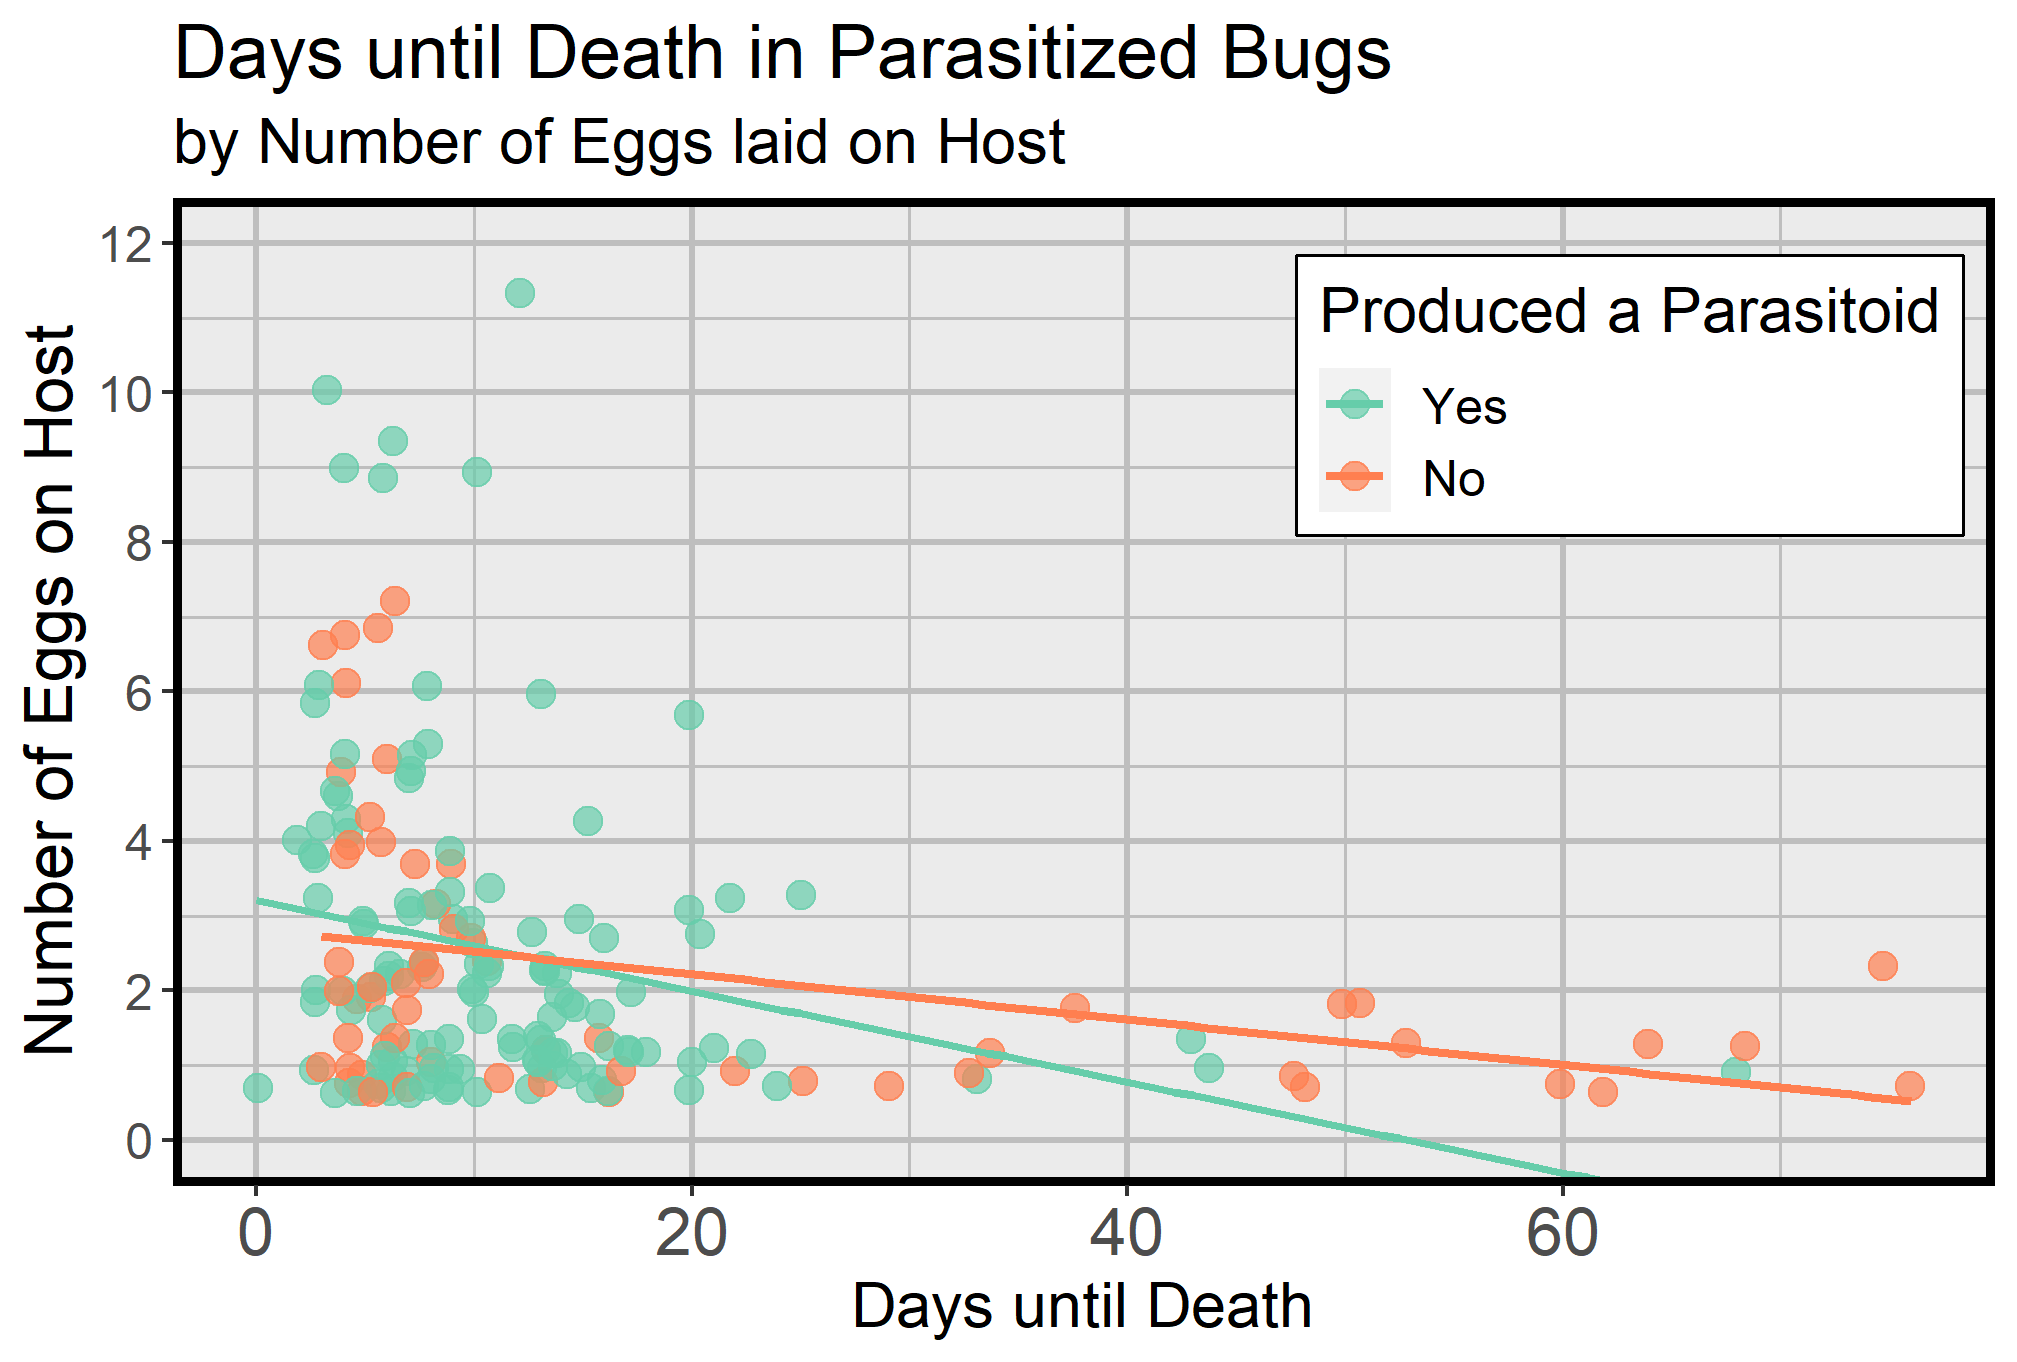 Days until Death in Parasitized Bugs
by Number of Eggs laid on Host
Number of Eggs on Host
12
10
8
6
4
2
0
Produced a Parasitoid
Yes
No
0 20 40 60
Days until Death